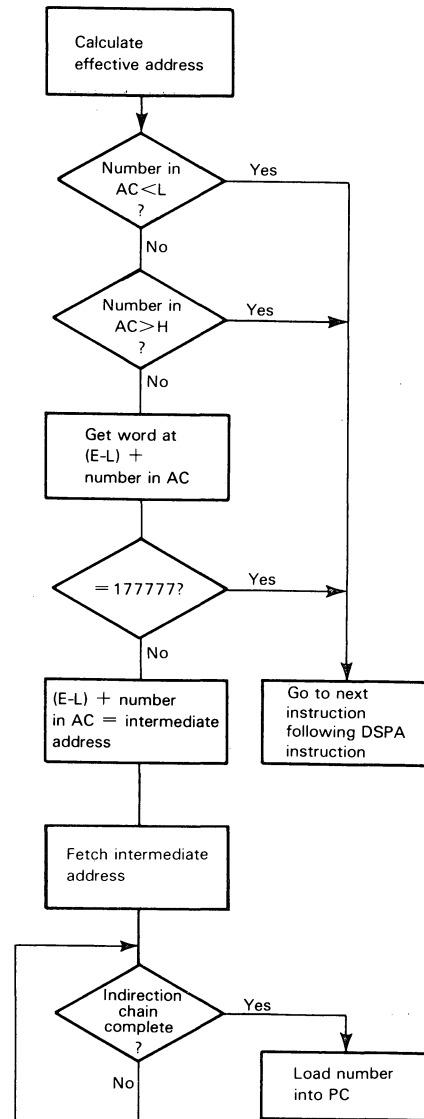 Calculate
effective address
Number in
AC<L
?
Yes
No
Number in
AC>H
?
Yes
No
Get word at
(E-L) +
number in AC
= 177777?
Yes
No
(E-L) + number
in AC = intermediate
address
Go to next
instruction
following DSPA
instruction
Fetch intermediate
address
Indirection
chain
complete
?
Yes
No
Load number
into PC